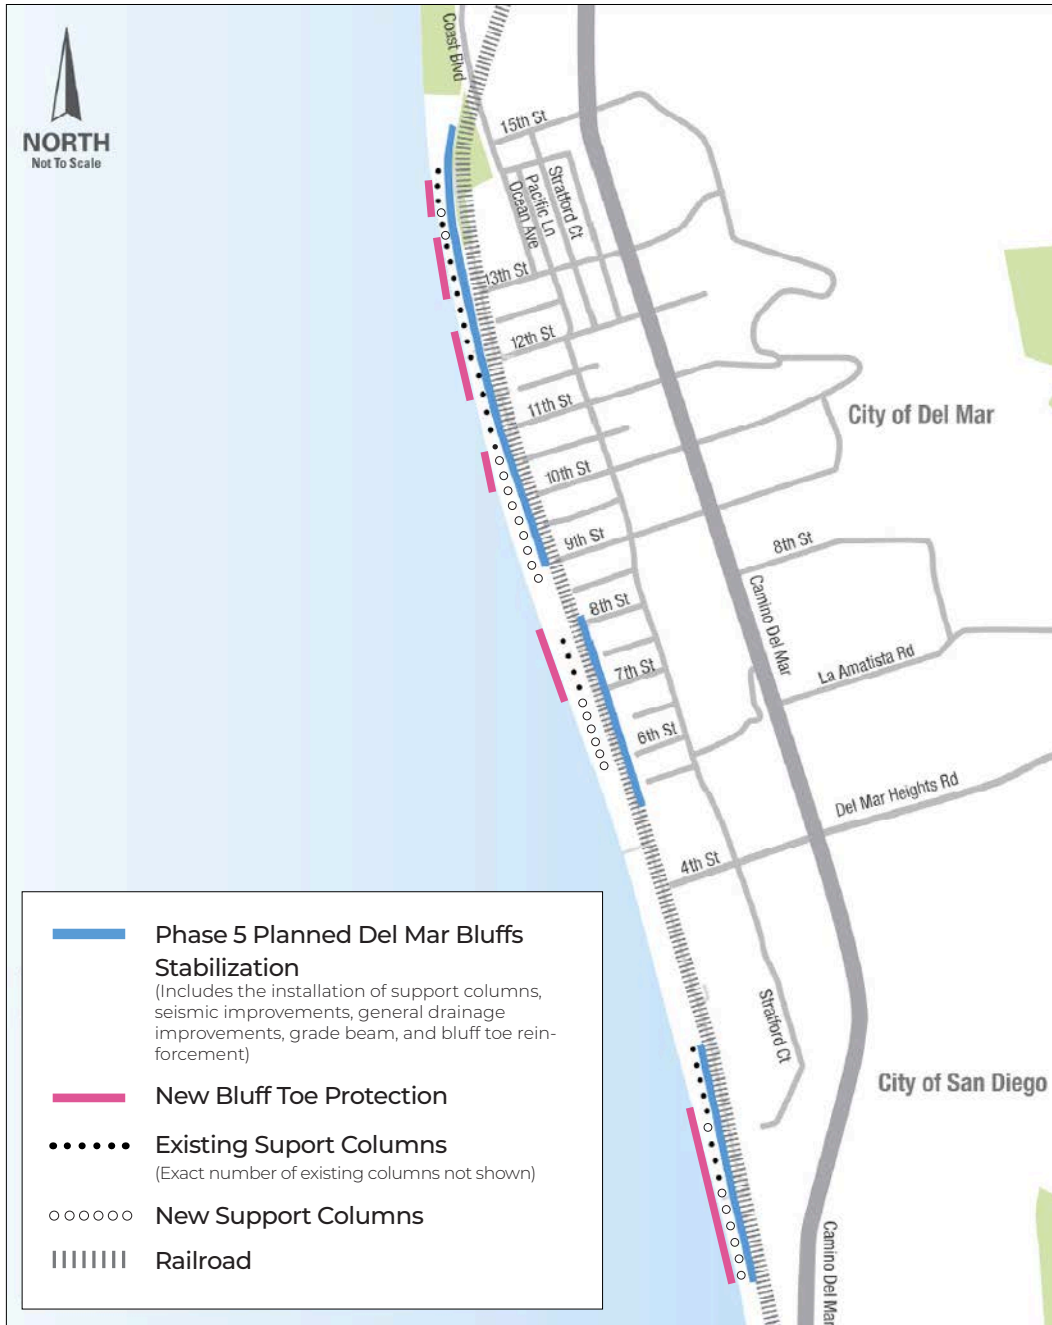 NORTH
Not To Scale
Coast Blvd
15th St
Stratford Ct
Pacific Ln
Ocean Ave
13th St
12th St
11th St
10th St
9th St
8th St
8th St
7th St
6th St
4th St
City of Del Mar
Camino Del Mar
La Amatista Rd
Del Mar Heights Rd
Stratford Ct
City of San Diego
Camino Del Mar
Phase 5 Planned Del Mar Bluffs
Stabilization
(Includes the installation of support columns,
seismic improvements, general drainage
improvements, grade beam, and bluff toe rein-
forcement)
New Bluff Toe Protection
Existing Suport Columns
(Exact number of existing columns not shown)
New Support Columns
Railroad